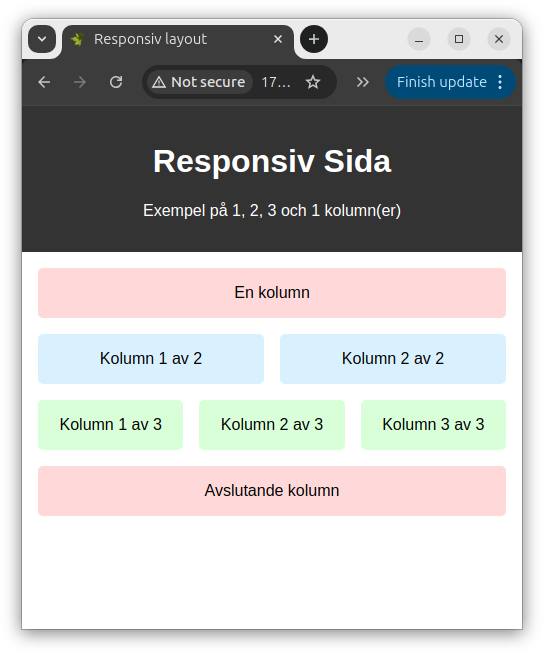 Responsiv layout
Not secure 17... Finish update
Responsiv Sida
Exempel på 1, 2, 3 och 1 kolumn(er)
En kolumn
Kolumn 1 av 2 Kolumn 2 av 2
Kolumn 1 av 3 Kolumn 2 av 3 Kolumn 3 av 3
Avslutande kolumn